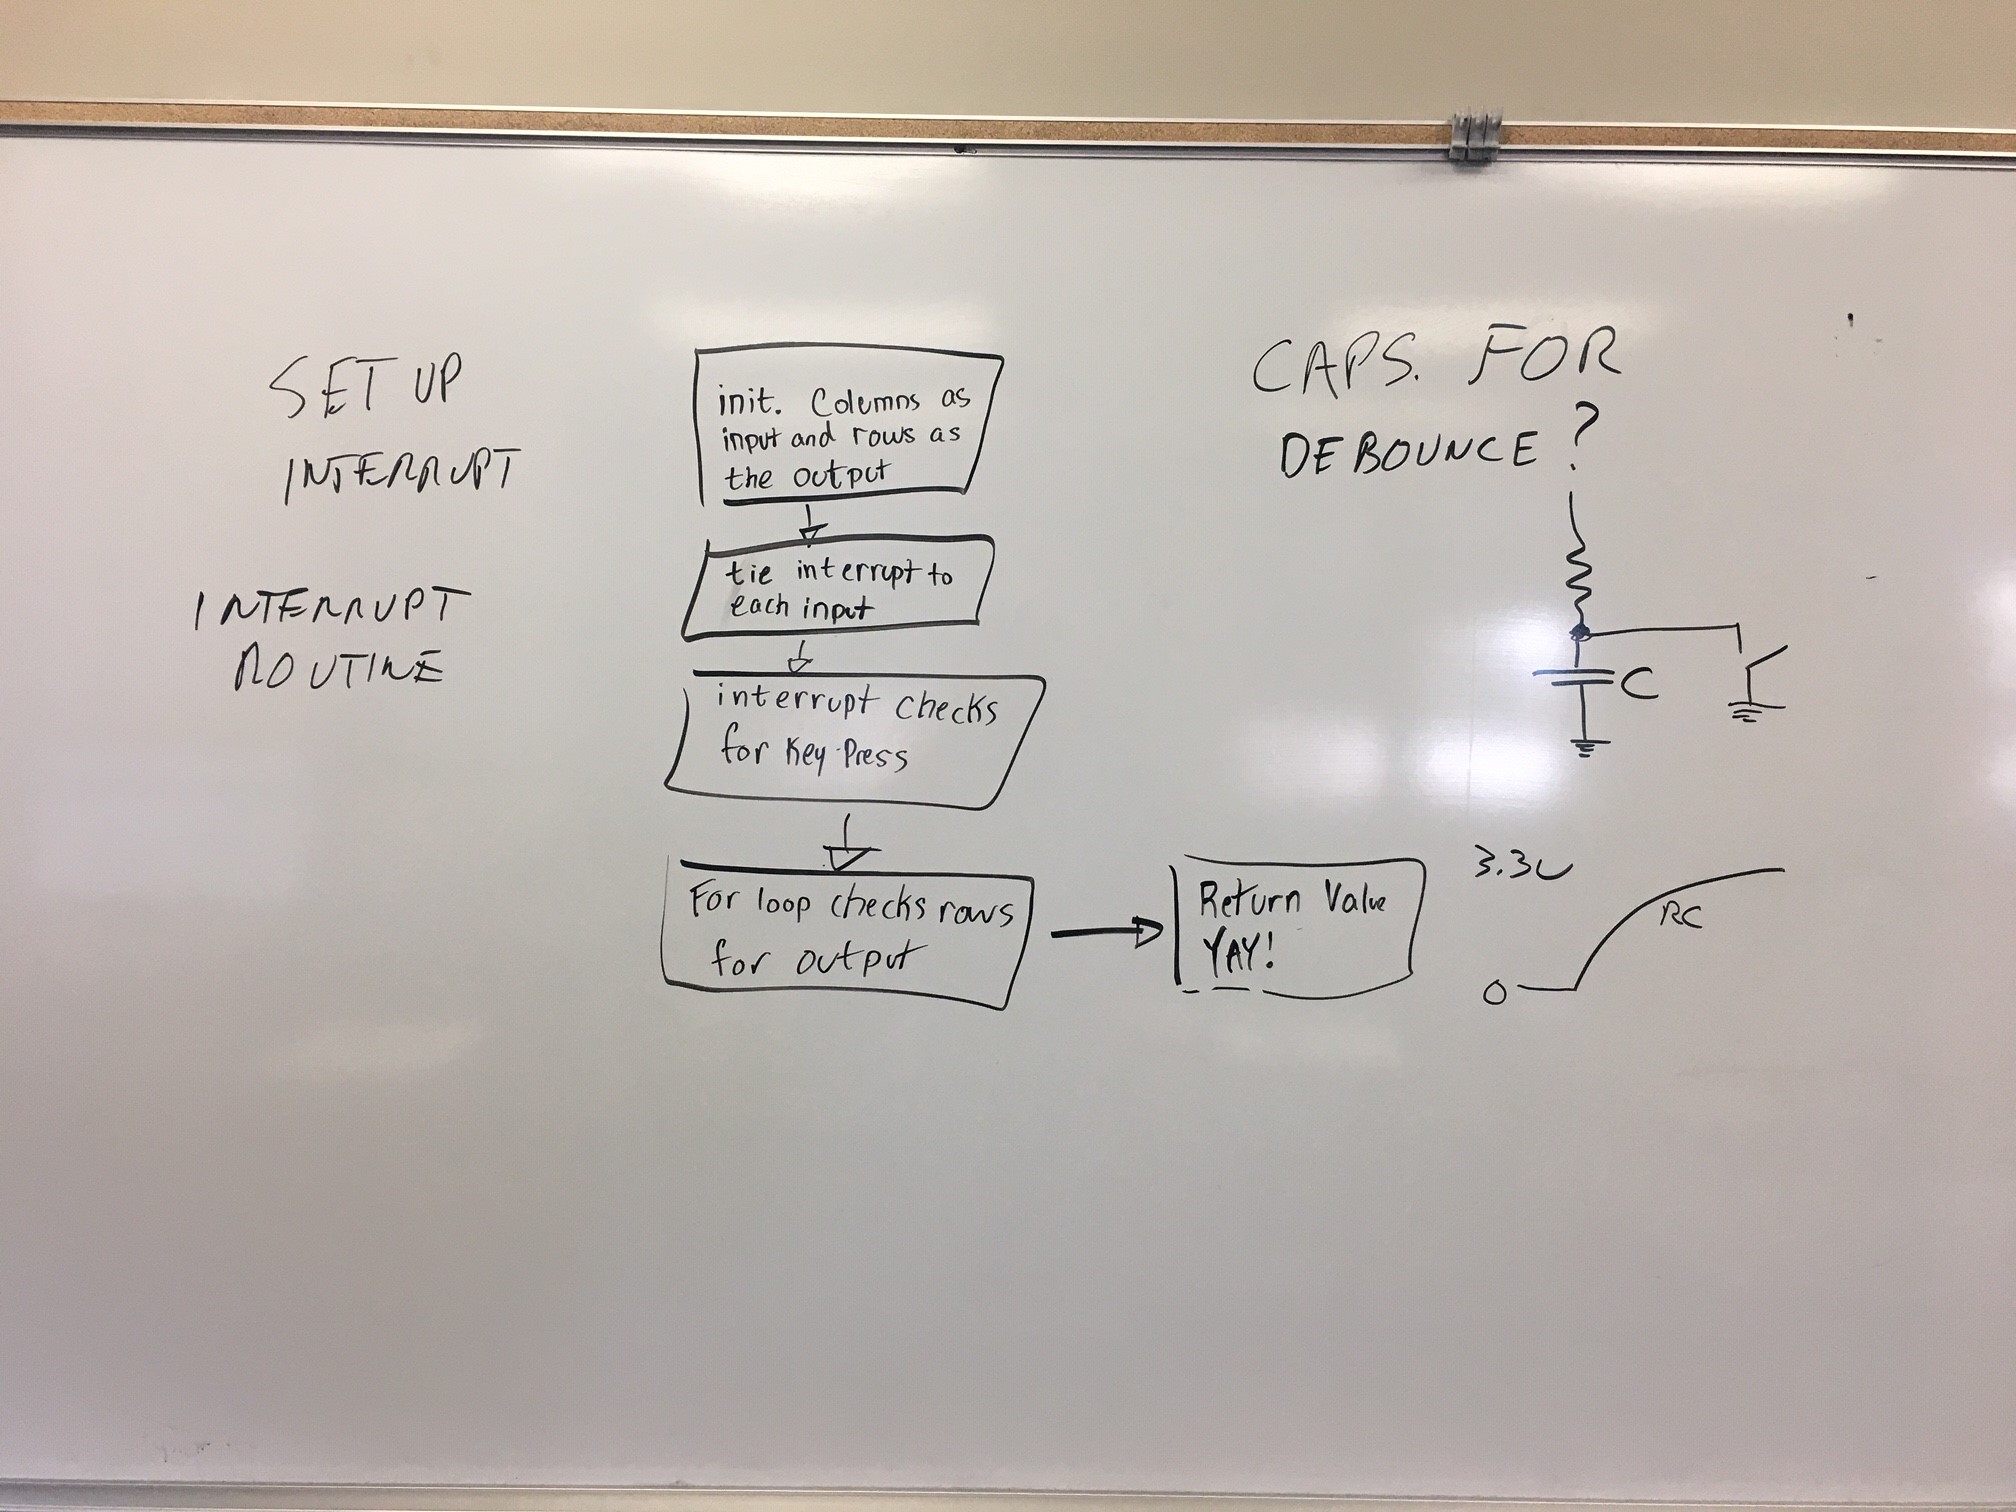 SET UP
INTERRUPT
INTERRUPT
ROUTINE
init. Columns as
input and rows as
the output
tie interrupt to
each input
interrupt checks
for Key Press
For loop checks rows
for output
Return Value
YAY!
CAPS. FOR
DEBOUNCE?
C
3.3V
RC
0